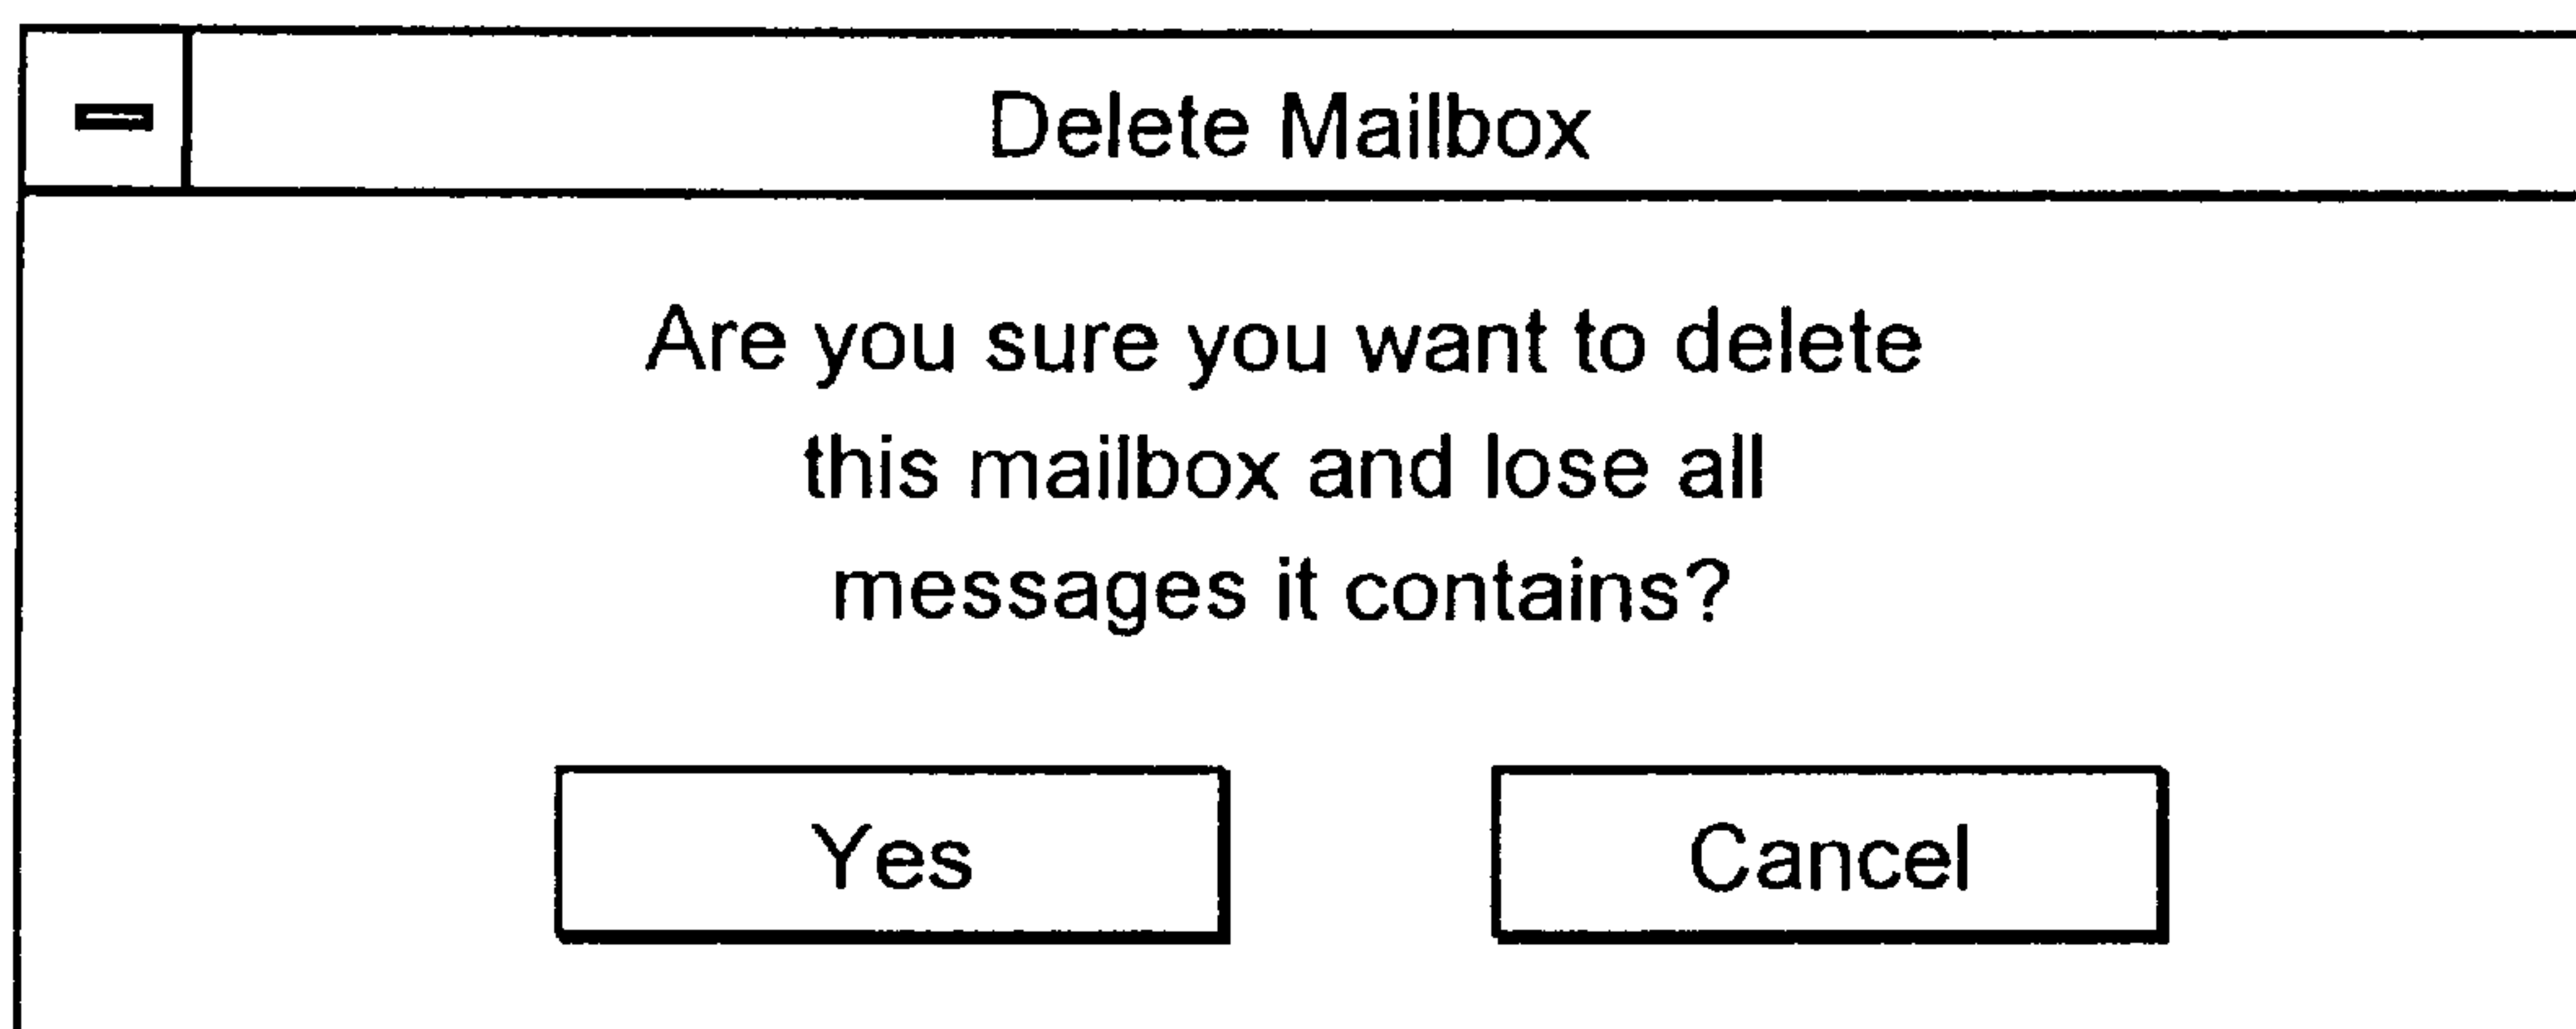 Delete Mailbox
Are you sure you want to delete
this mailbox and lose all
messages it contains?
Yes
Cancel